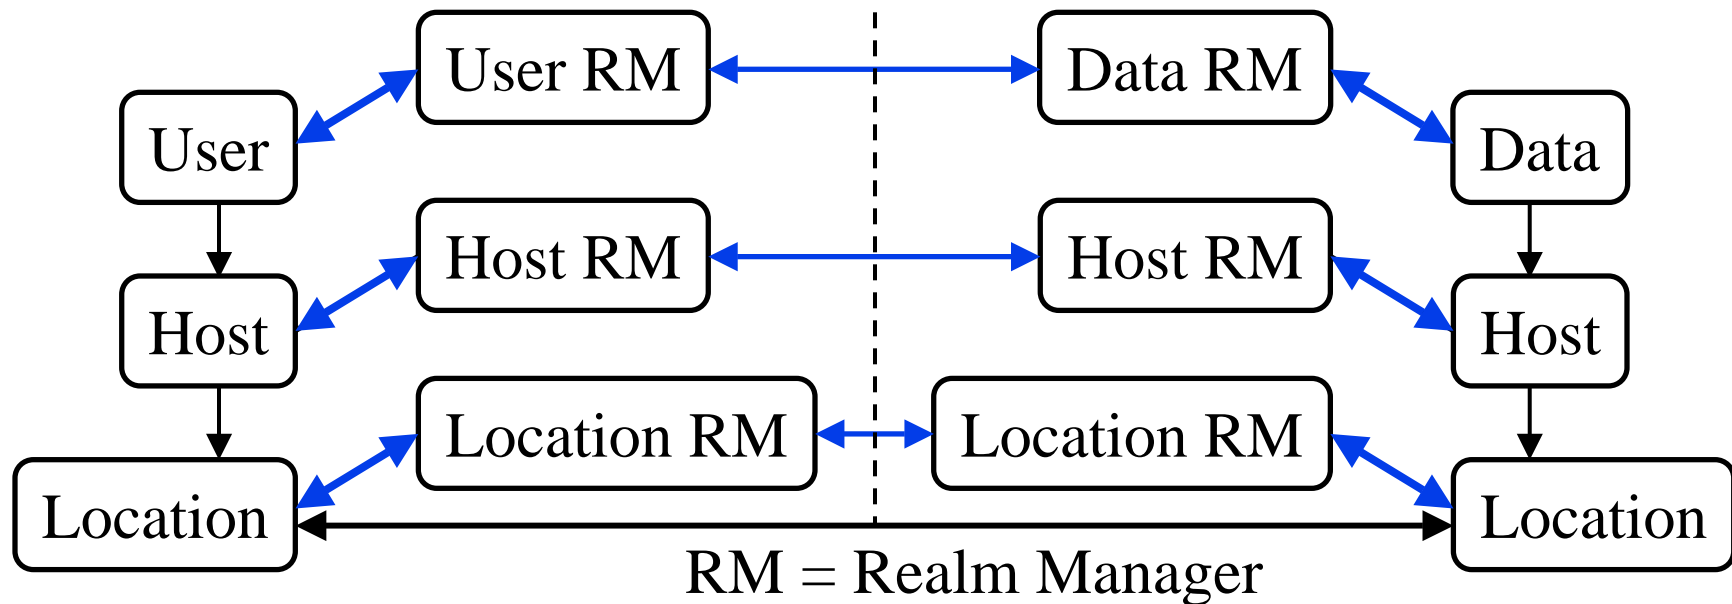 User RM
Data RM
User
Data
Host RM
Host RM
Host
Host
Location RM
Location RM
Location
Location
RM = Realm Manager